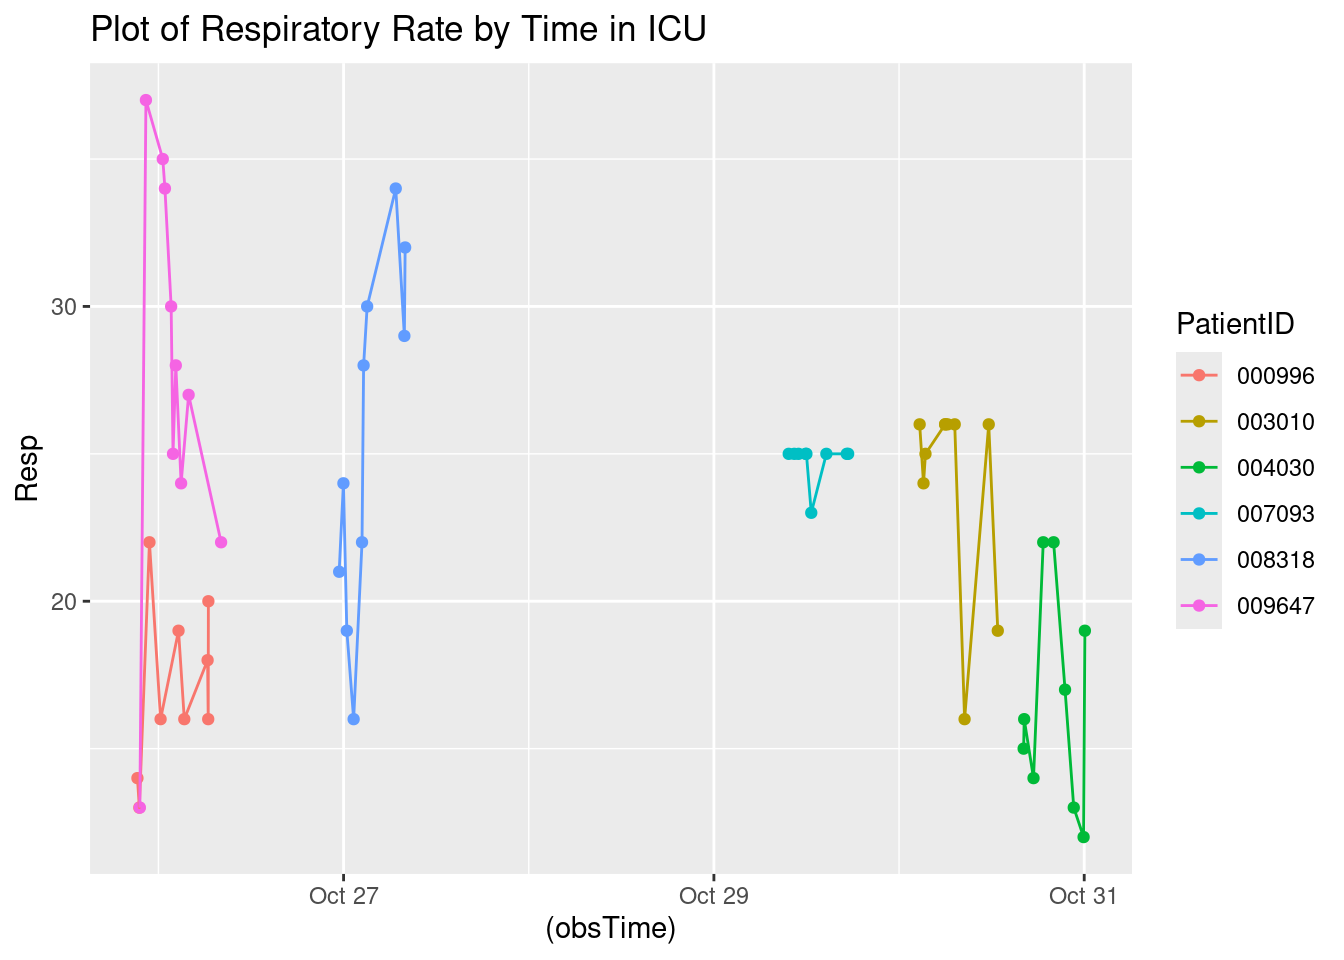 Plot of Respiratory Rate by Time in ICU
Resp
30
20
Oct 27
Oct 29
Oct 31
(obsTime)
PatientID
000996
003010
004030
007093
008318
009647